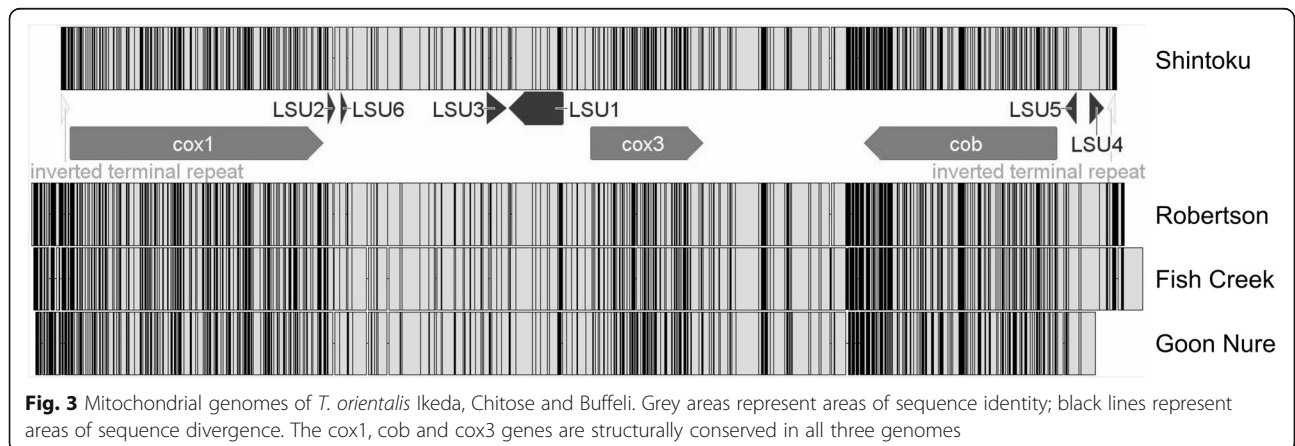 Shintoku
LSU2 LSU6 LSU3 LSU1 LSU5 LSU4
cox1 cox3 cob
inverted terminal repeat inverted terminal repeat
Robertson
Fish Creek
Goon Nure
Fig. 3 Mitochondrial genomes of T. orientalis Ikeda, Chitose and Buffeli. Grey areas represent areas of sequence identity; black lines represent
areas of sequence divergence. The cox1, cob and cox3 genes are structurally conserved in all three genomes